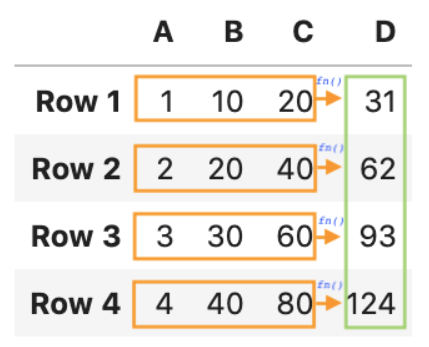 A B C D
Row 1 1 10 20 fn() 31
Row 2 2 20 40 fn() 62
Row 3 3 30 60 fn() 93
Row 4 4 40 80 fn() 124